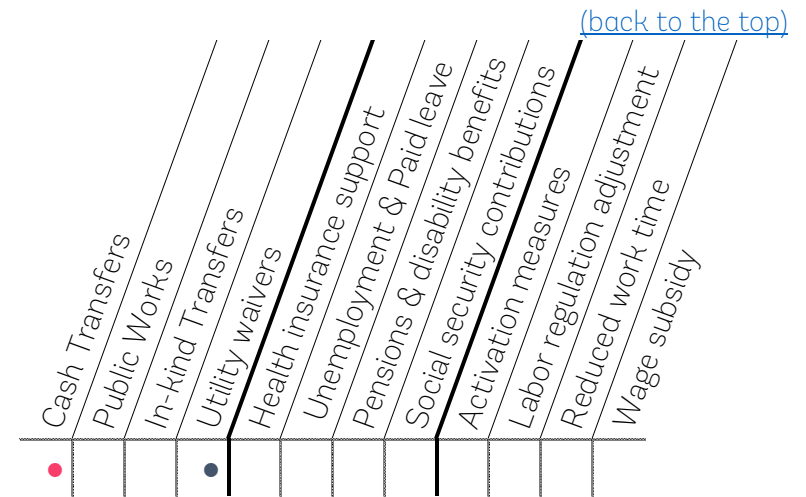 (back to the top)
Cash Transfers
Public Works
In-kind Transfers
Utility waivers
Health insurance support
Unemployment & Paid leave
Pensions & disability benefits
Social security contributions
Activation measures
Labor regulation adjustment
Reduced work time
Wage subsidy